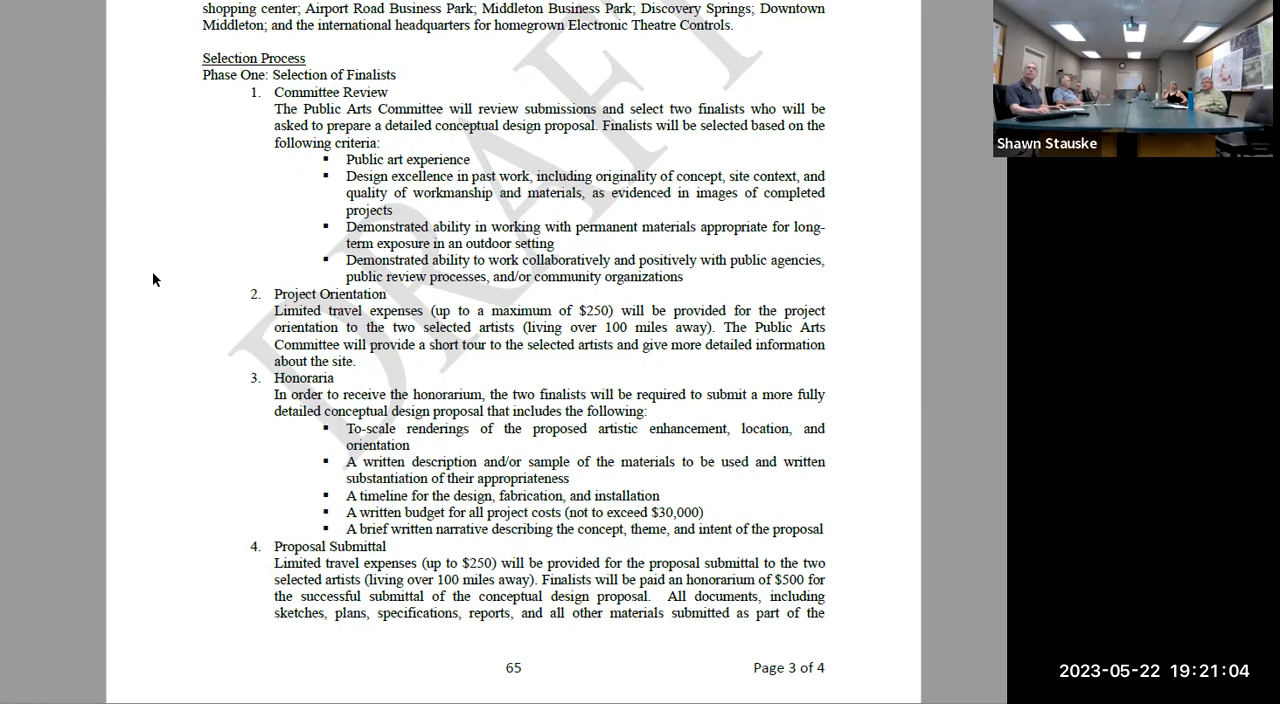 shopping center; Airport Road Business Park; Middleton Business Park; Discovery Springs; Downtown
Middleton; and the international headquarters for homegrown Electronic Theatre Controls.
Selection Process
Phase One: Selection of Finalists
1. Committee Review
The Public Arts Committee will review submissions and select two finalists who will be
asked to prepare a detailed conceptual design proposal. Finalists will be selected based on the
following criteria:
▪ Public art experience
▪ Design excellence in past work, including originality of concept, site context, and
quality of workmanship and materials, as evidenced in images of completed
projects
▪ Demonstrated ability in working with permanent materials appropriate for long-
term exposure in an outdoor setting
▪ Demonstrated ability to work collaboratively and positively with public agencies,
public review processes, and/or community organizations
2. Project Orientation
Limited travel expenses (up to a maximum of $250) will be provided for the project
orientation to the two selected artists (living over 100 miles away). The Public Arts
Committee will provide a short tour to the selected artists and give more detailed information
about the site.
3. Honoraria
In order to receive the honorarium, the two finalists will be required to submit a more fully
detailed conceptual design proposal that includes the following:
▪ To-scale renderings of the proposed artistic enhancement, location, and
orientation
▪ A written description and/or sample of the materials to be used and written
substantiation of their appropriateness
▪ A timeline for the design, fabrication, and installation
▪ A written budget for all project costs (not to exceed $30,000)
▪ A brief written narrative describing the concept, theme, and intent of the proposal
4. Proposal Submittal
Limited travel expenses (up to $250) will be provided for the proposal submittal to the two
selected artists (living over 100 miles away). Finalists will be paid an honorarium of $500 for
the successful submittal of the conceptual design proposal. All documents, including
sketches, plans, specifications, reports, and all other materials submitted as part of the
65
Page 3 of 4
DRAFT
Shawn Stauske
2023-05-22 19:21:04